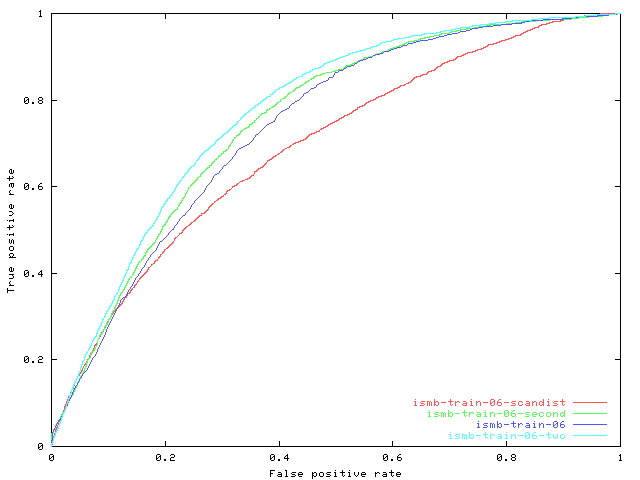 1
0.8
0.6
0.4
0.2
0
0
0.2
0.4
0.6
0.8
1
True positive rate
False positive rate
ismb-train-06-scandist
ismb-train-06-second
ismb-train-06
ismb-train-06-two